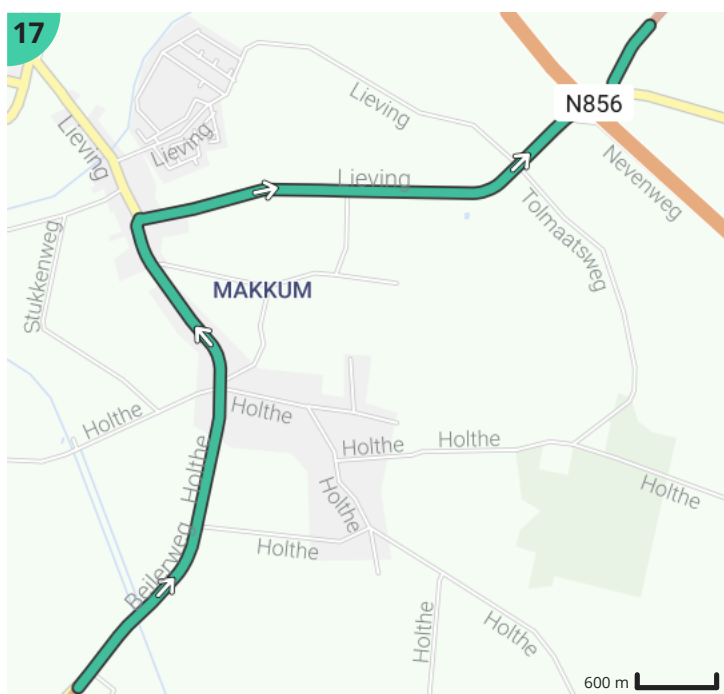 17
N856
Lieving
Lieving
Lieving
Lieving
Nevenweg
Tolmaatsweg
Stukkenweg
MAKKUM
Holthe
Holthe
Holthe
Holthe
Holthe
Holthe
Holthe
Holthe
Beilerweg
Holthe
Holthe
600 m